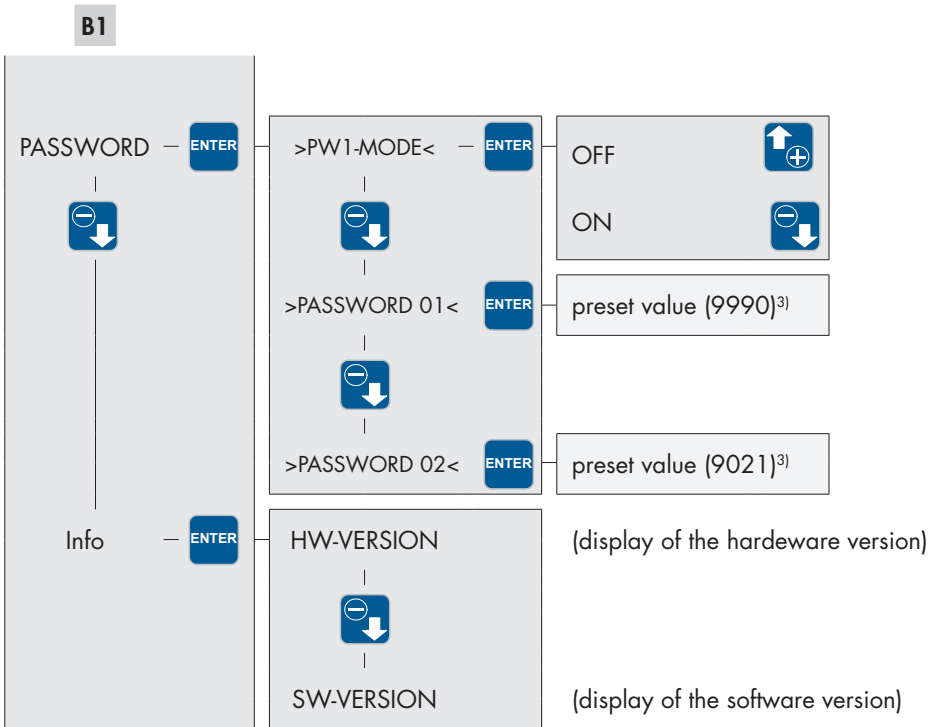 B1
PASSWORD – ENTER >PW1-MODE< – ENTER OFF
ON
>PASSWORD 01< ENTER preset value (9990)3)
>PASSWORD 02< ENTER preset value (9021)3)
Info – ENTER HW-VERSION (display of the hardeware version)
SW-VERSION (display of the software version)